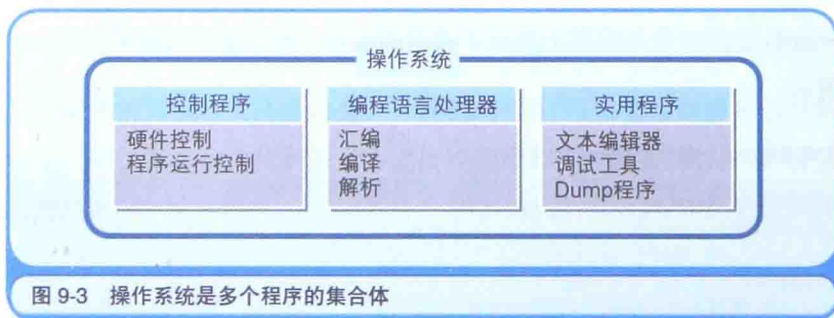 操作系统
控制程序
硬件控制
程序运行控制
编程语言处理器
汇编
编译
解析
实用程序
文本编辑器
调试工具
Dump程序
图 9-3 操作系统是多个程序的集合体